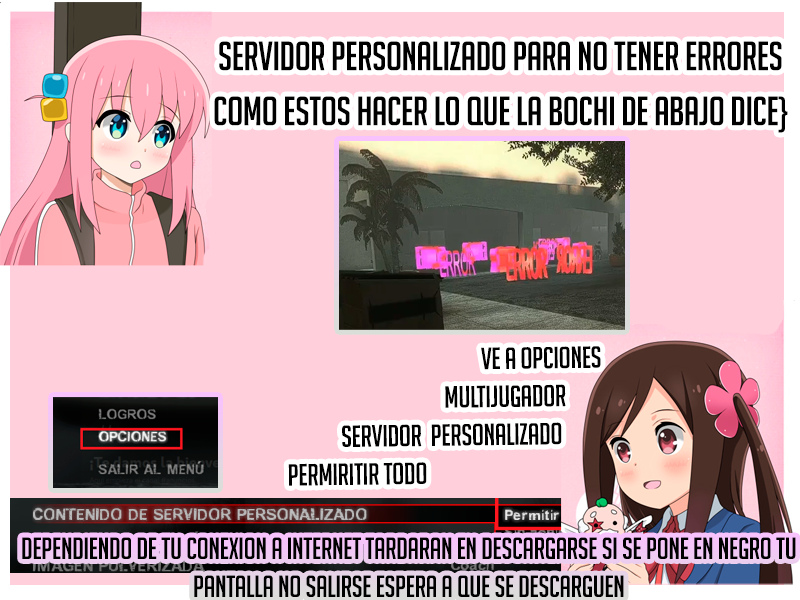 SERVIDOR PERSONALIZADO PARA NO TENER ERRORES
COMO ESTOS HACER LO QUE LA BOCHI DE ABAJO DICE}
ERROR
ERROR
ERROR
VE A OPCIONES
MULTIJUGADOR
SERVIDOR PERSONALIZADO
PERMIRITIR TODO
LOGROS
OPCIONES
SALIR AL MENÚ
CONTENIDO DE SERVIDOR PERSONALIZADO Permitir
DEPENDIENDO DE TU CONEXION A INTERNET TARDARAN EN DESCARGARSE SI SE PONE EN NEGRO TU
IMAGEN PULVERIZADA Coach
PANTALLA NO SALIRSE ESPERA A QUE SE DESCARGUEN